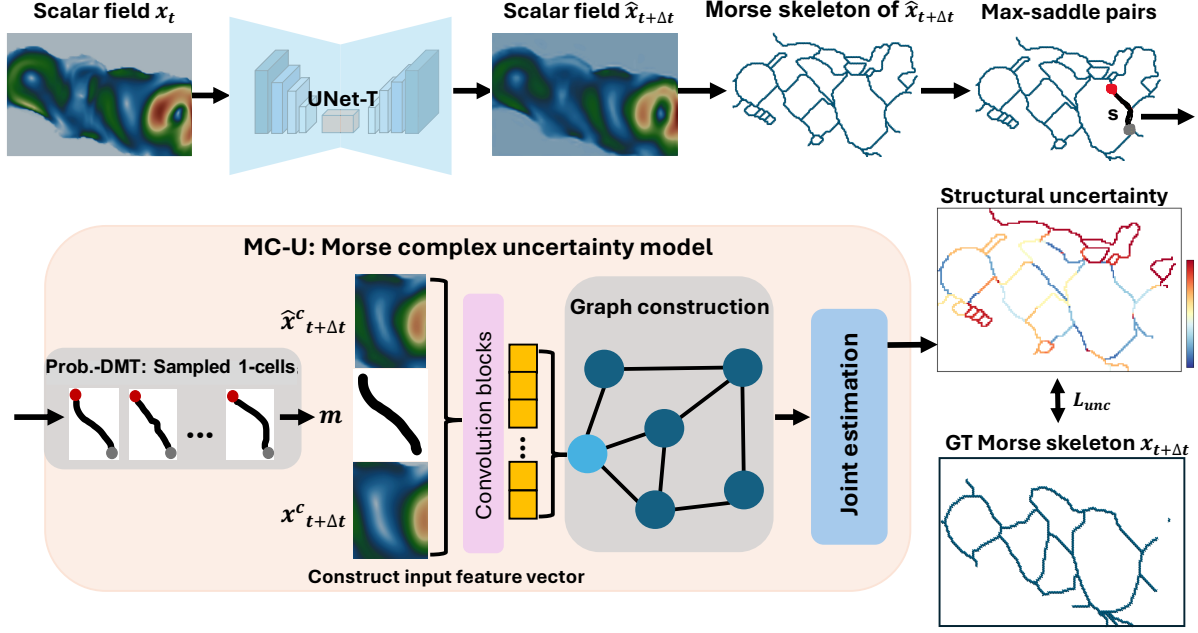 Scalar field x_t
Scalar field x̂_{t+Δt}
Morse skeleton of x̂_{t+Δt}
Max-saddle pairs
UNet-T
s
Structural uncertainty
MC-U: Morse complex uncertainty model
x̂^c_{t+Δt}
Graph construction
Prob.-DMT: Sampled 1-cells
...
m
Convolution blocks
Joint estimation
L_{unc}
GT Morse skeleton x_{t+Δt}
x^c_{t+Δt}
Construct input feature vector